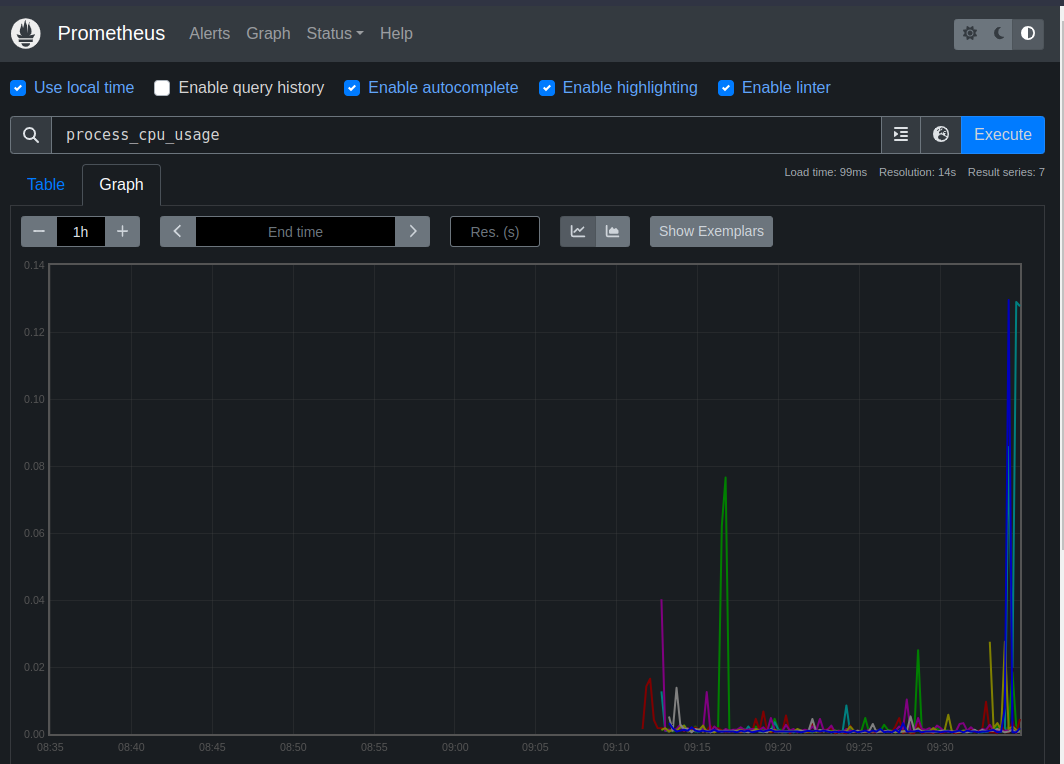 Prometheus Alerts Graph Status Help
Use local time Enable query history Enable autocomplete Enable highlighting Enable linter
process_cpu_usage Execute
Load time: 99ms Resolution: 14s Result series: 7
Table Graph
1h End time Res. (s) Show Exemplars
0.14
0.12
0.10
0.08
0.06
0.04
0.02
0.00
08:35 08:40 08:45 08:50 08:55 09:00 09:05 09:10 09:15 09:20 09:25 09:30